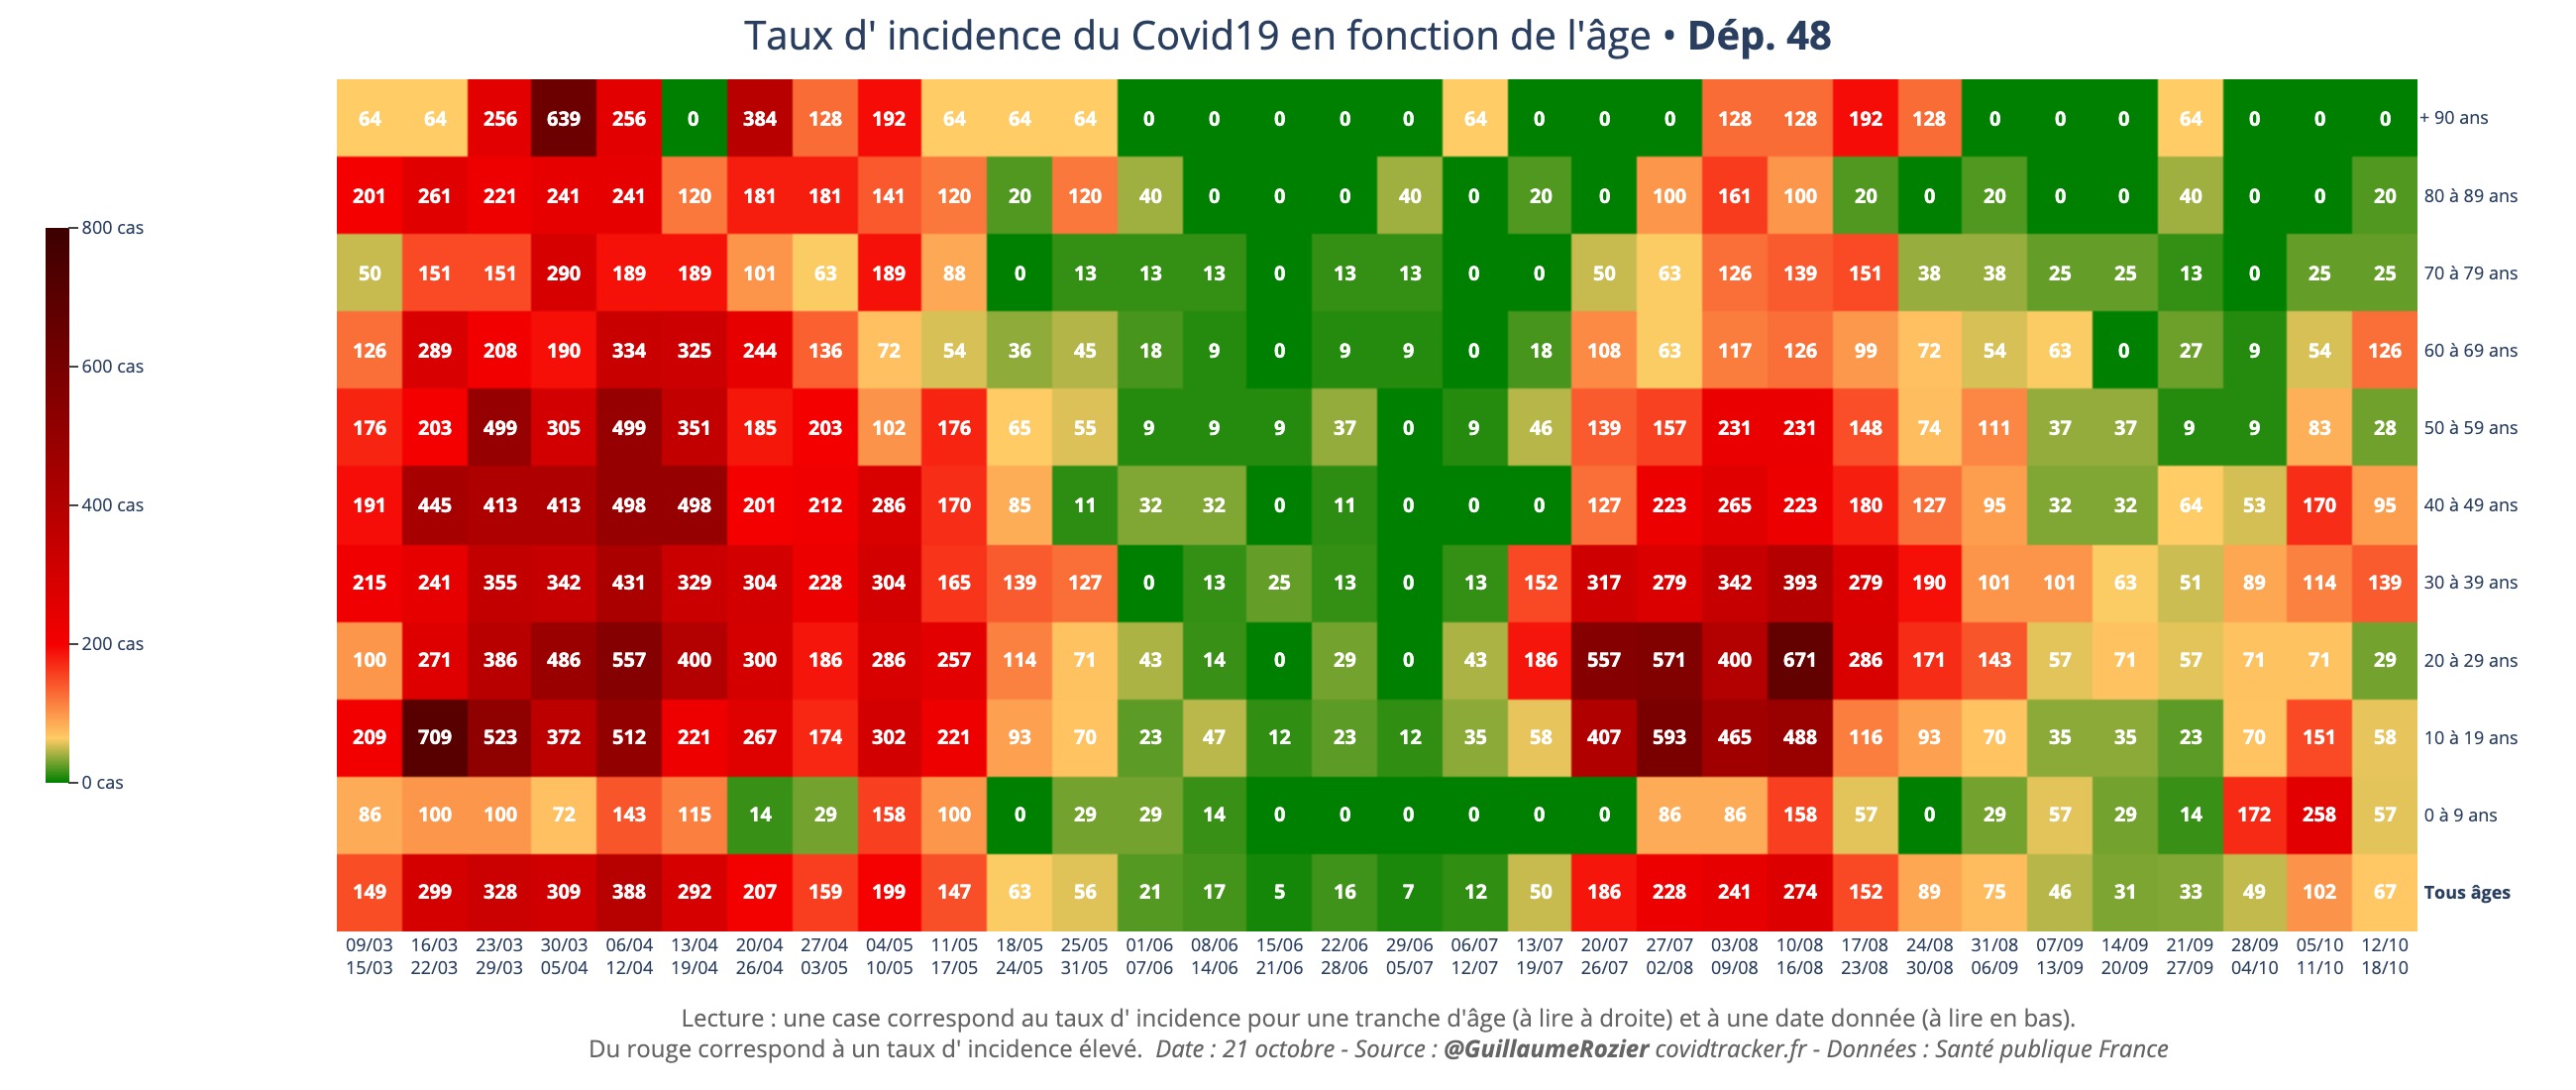 Taux d' incidence du Covid19 en fonction de l'âge • Dép. 48
800 cas
600 cas
400 cas
200 cas
0 cas
64 64 256 639 256 0 384 128 192 64 64 64 0 0 0 0 0 64 0 0 0 128 128 192 128 0 0 0 64 0 0 0 + 90 ans
201 261 221 241 241 120 181 181 141 120 20 120 40 0 0 0 40 0 20 0 100 161 100 20 0 20 0 0 40 0 0 20 80 à 89 ans
50 151 151 290 189 189 101 63 189 88 0 13 13 13 0 13 13 0 0 50 63 126 139 151 38 38 25 25 13 0 25 25 70 à 79 ans
126 289 208 190 334 325 244 136 72 54 36 45 18 9 0 9 9 0 18 108 63 117 126 99 72 54 63 0 27 9 54 126 60 à 69 ans
176 203 499 305 499 351 185 203 102 176 65 55 9 9 9 37 0 9 46 139 157 231 231 148 74 111 37 37 9 9 83 28 50 à 59 ans
191 445 413 413 498 498 201 212 286 170 85 11 32 32 0 11 0 0 0 127 223 265 223 180 127 95 32 32 64 53 170 95 40 à 49 ans
215 241 355 342 431 329 304 228 304 165 139 127 0 13 25 13 0 13 152 317 279 342 393 279 190 101 101 63 51 89 114 139 30 à 39 ans
100 271 386 486 557 400 300 186 286 257 114 71 43 14 0 29 0 43 186 557 571 400 671 286 171 143 57 71 57 71 71 29 20 à 29 ans
209 709 523 372 512 221 267 174 302 221 93 70 23 47 12 23 12 35 58 407 593 465 488 116 93 70 35 35 23 70 151 58 10 à 19 ans
86 100 100 72 143 115 14 29 158 100 0 29 29 14 0 0 0 0 0 0 86 86 158 57 0 29 57 29 14 172 258 57 0 à 9 ans
149 299 328 309 388 292 207 159 199 147 63 56 21 17 5 16 7 12 50 186 228 241 274 152 89 75 46 31 33 49 102 67 Tous âges
09/03 16/03 23/03 30/03 06/04 13/04 20/04 27/04 04/05 11/05 18/05 25/05 01/06 08/06 15/06 22/06 29/06 06/07 13/07 20/07 27/07 03/08 10/08 17/08 24/08 31/08 07/09 14/09 21/09 28/09 05/10 12/10
15/03 22/03 29/03 05/04 12/04 19/04 26/04 03/05 10/05 17/05 24/05 31/05 07/06 14/06 21/06 28/06 05/07 12/07 19/07 26/07 02/08 09/08 16/08 23/08 30/08 06/09 13/09 20/09 27/09 04/10 11/10 18/10
Lecture : une case correspond au taux d' incidence pour une tranche d'âge (à lire à droite) et à une date donnée (à lire en bas).
Du rouge correspond à un taux d' incidence élevé. Date : 21 octobre - Source : @GuillaumeRozier covidtracker.fr - Données : Santé publique France